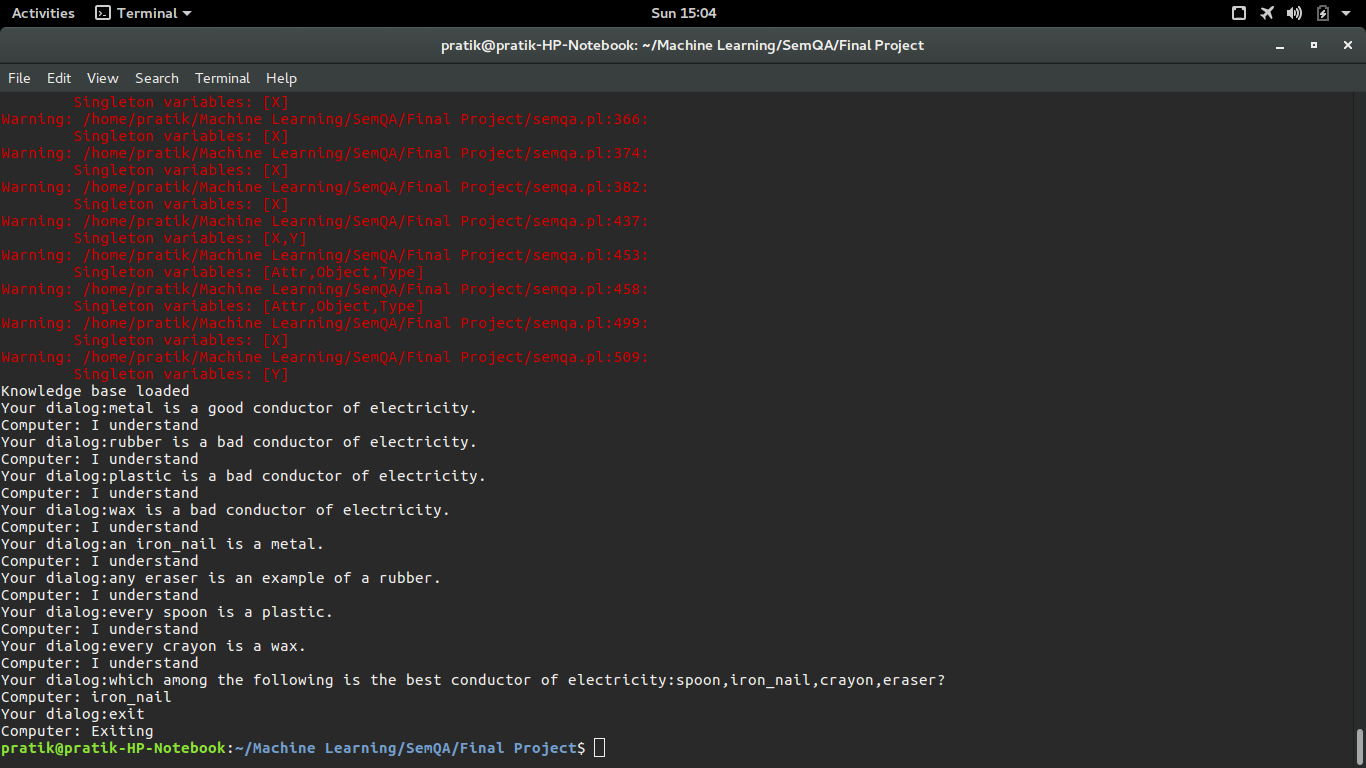 Activities Terminal Sun 15:04
pratik@pratik-HP-Notebook: ~/Machine Learning/SemQA/Final Project
File Edit View Search Terminal Help
        Singleton variables: [X]
Warning: /home/pratik/Machine Learning/SemQA/Final Project/semqa.pl:366:
        Singleton variables: [X]
Warning: /home/pratik/Machine Learning/SemQA/Final Project/semqa.pl:374:
        Singleton variables: [X]
Warning: /home/pratik/Machine Learning/SemQA/Final Project/semqa.pl:382:
        Singleton variables: [X]
Warning: /home/pratik/Machine Learning/SemQA/Final Project/semqa.pl:437:
        Singleton variables: [X,Y]
Warning: /home/pratik/Machine Learning/SemQA/Final Project/semqa.pl:453:
        Singleton variables: [Attr,Object,Type]
Warning: /home/pratik/Machine Learning/SemQA/Final Project/semqa.pl:458:
        Singleton variables: [Attr,Object,Type]
Warning: /home/pratik/Machine Learning/SemQA/Final Project/semqa.pl:499:
        Singleton variables: [X]
Warning: /home/pratik/Machine Learning/SemQA/Final Project/semqa.pl:509:
        Singleton variables: [Y]
Knowledge base loaded
Your dialog:metal is a good conductor of electricity.
Computer: I understand
Your dialog:rubber is a bad conductor of electricity.
Computer: I understand
Your dialog:plastic is a bad conductor of electricity.
Computer: I understand
Your dialog:wax is a bad conductor of electricity.
Computer: I understand
Your dialog:an iron_nail is a metal.
Computer: I understand
Your dialog:any eraser is an example of a rubber.
Computer: I understand
Your dialog:every spoon is a plastic.
Computer: I understand
Your dialog:every crayon is a wax.
Computer: I understand
Your dialog:which among the following is the best conductor of electricity:spoon,iron_nail,crayon,eraser?
Computer: iron_nail
Your dialog:exit
Computer: Exiting
pratik@pratik-HP-Notebook:~/Machine Learning/SemQA/Final Project$